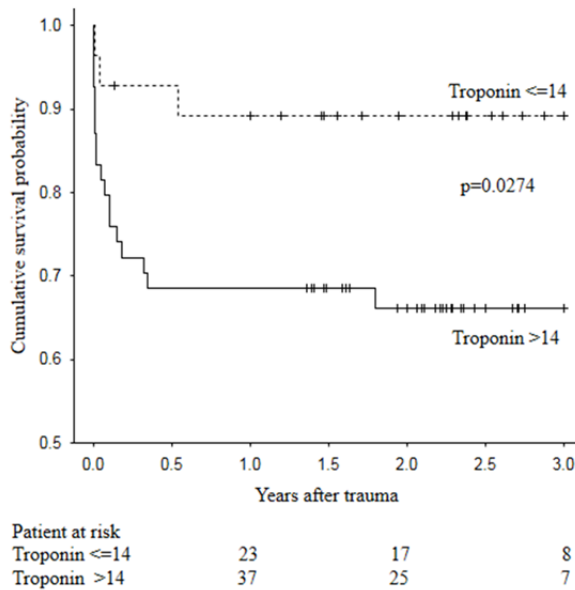 1.0
0.9
0.8
0.7
0.6
0.5
Cumulative survival probability
Troponin <=14
p=0.0274
Troponin >14
0.0 0.5 1.0 1.5 2.0 2.5 3.0
Years after trauma
Patient at risk
Troponin <=14 23 17 8
Troponin >14 37 25 7